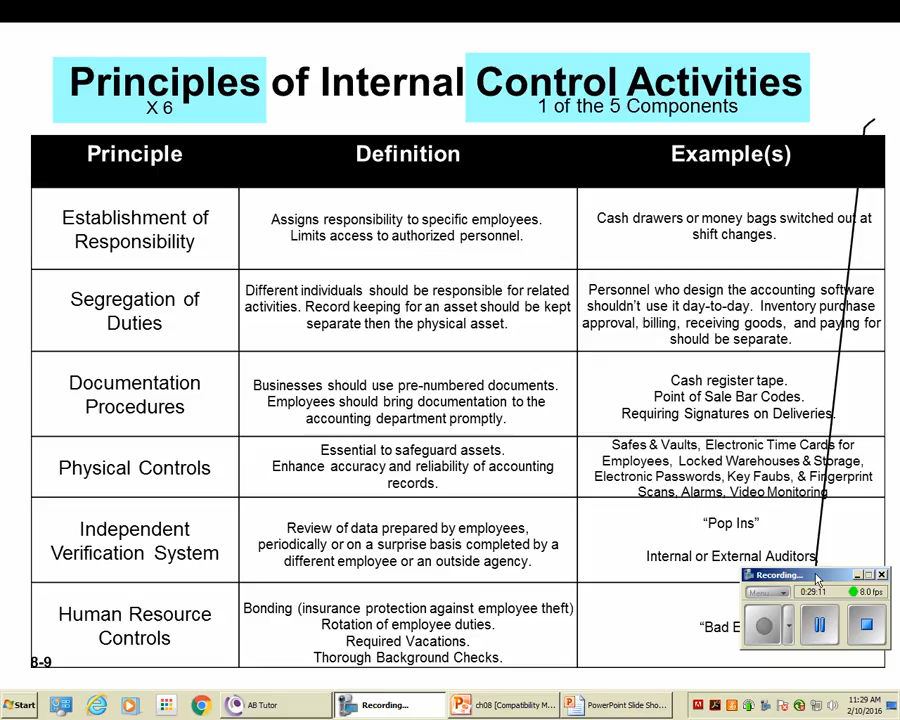 Principles of Internal Control Activities
X 6
1 of the 5 Components
Principle
Definition
Example(s)
Establishment of
Responsibility
Assigns responsibility to specific employees.
Limits access to authorized personnel.
Cash drawers or money bags switched out at
shift changes.
Segregation of
Duties
Different individuals should be responsible for related
activities. Record keeping for an asset should be kept
separate then the physical asset.
Personnel who design the accounting software
shouldn't use it day-to-day. Inventory purchase
approval, billing, receiving goods, and paying for
should be separate.
Documentation
Procedures
Businesses should use pre-numbered documents.
Employees should bring documentation to the
accounting department promptly.
Cash register tape.
Point of Sale Bar Codes.
Requiring Signatures on Deliveries.
Physical Controls
Essential to safeguard assets.
Enhance accuracy and reliability of accounting
records.
Safes & Vaults, Electronic Time Cards for
Employees, Locked Warehouses & Storage,
Electronic Passwords, Key Faubs, & Fingerprint
Scans, Alarms, Video Monitoring
Independent
Verification System
Review of data prepared by employees,
periodically or on a surprise basis completed by a
different employee or an outside agency.
"Pop Ins"
Internal or External Auditors
Human Resource
Controls
Bonding (insurance protection against employee theft)
Rotation of employee duties.
Required Vacations.
Thorough Background Checks.
"Bad E
8-9
Recording...
Menu
0:29:11
8.0 fps
Start
AB Tutor
Recording...
ch08 [Compatibility M...
PowerPoint Slide Sho...
11:29 AM
2/10/2016